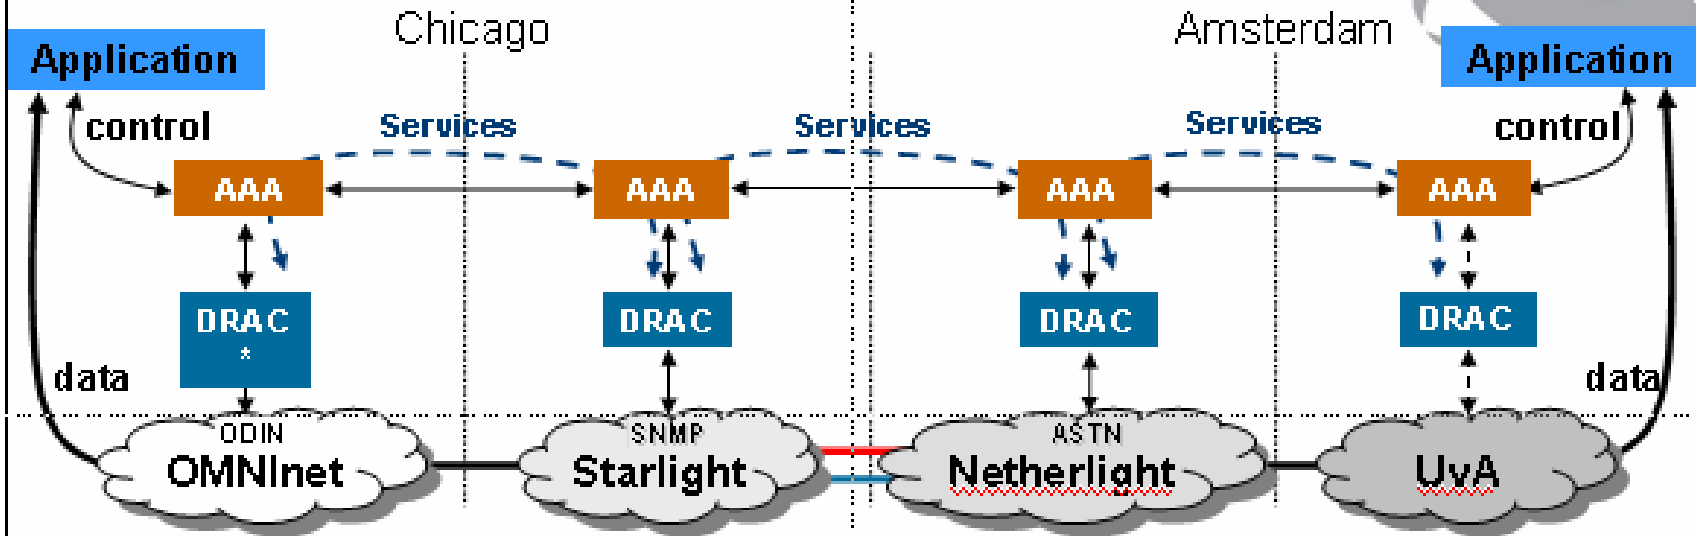 Chicago
Amsterdam
Application
Application
control
Services
Services
Services
control
AAA
AAA
AAA
AAA
DRAC
*
DRAC
DRAC
DRAC
data
data
ODIN
OMNInet
SNMP
Starlight
ASTN
Netherlight
UvA